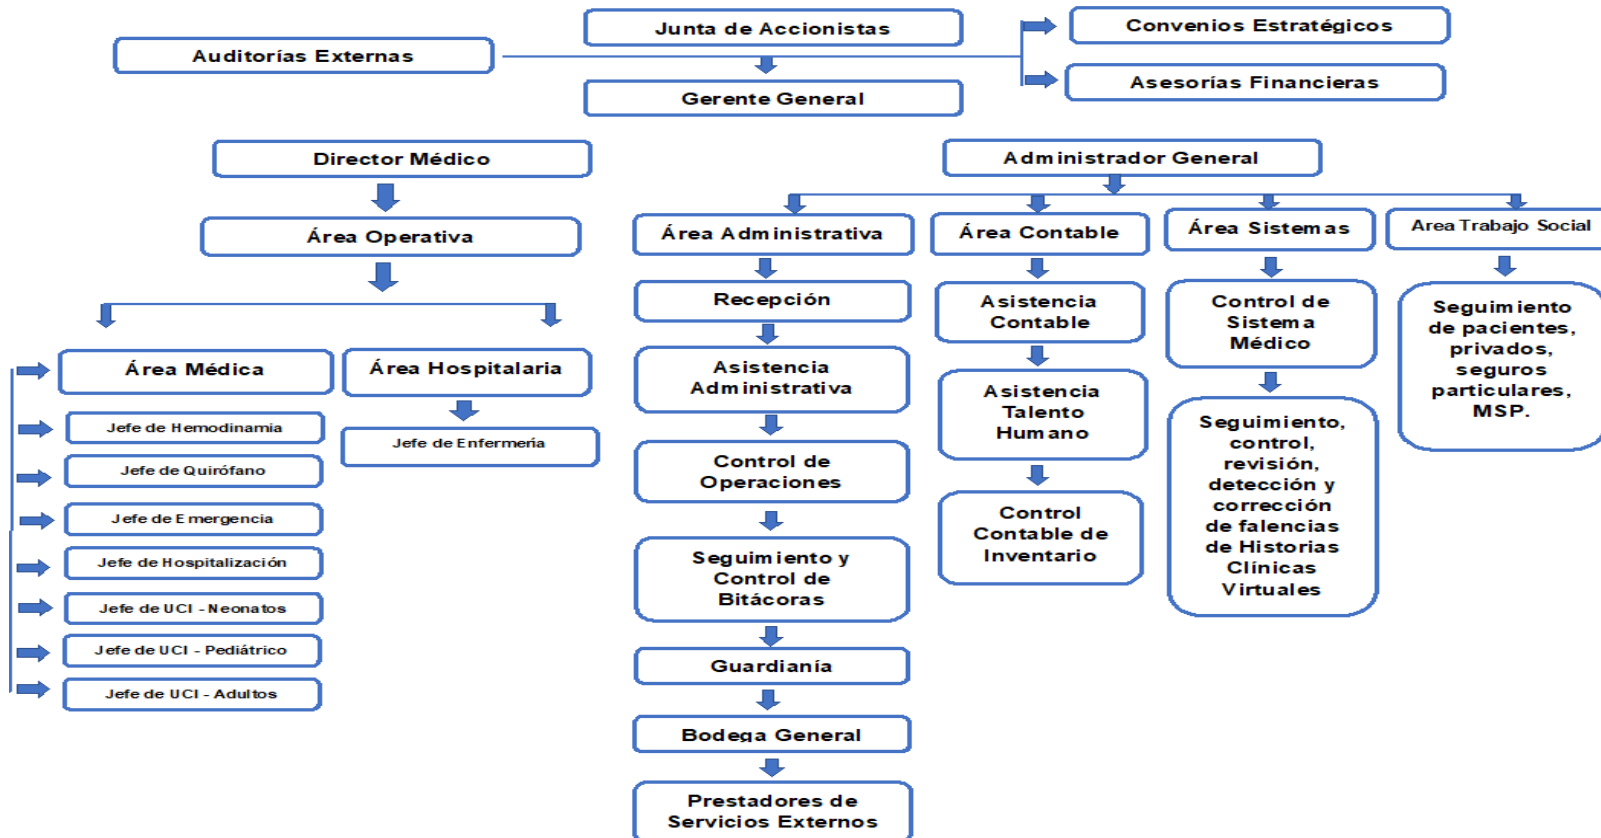 Junta de Accionistas
Convenios Estratégicos
Auditorías Externas
Asesorías Financieras
Gerente General
Director Médico
Administrador General
Área Operativa
Área Administrativa
Área Contable
Área Sistemas
Area Trabajo Social
Área Médica
Área Hospitalaria
Jefe de Hemodinamia
Jefe de Quirófano
Jefe de Emergencia
Jefe de Hospitalización
Jefe de UCI - Neonatos
Jefe de UCI - Pediátrico
Jefe de UCI - Adultos
Jefe de Enfermería
Recepción
Asistencia
Administrativa
Control de
Operaciones
Seguimiento y
Control de
Bitácoras
Guardianía
Bodega General
Prestadores de
Servicios Externos
Asistencia
Contable
Asistencia
Talento
Humano
Control
Contable de
Inventario
Control de
Sistema
Médico
Seguimiento,
control,
revisión,
detección y
corrección
de falencias
de Historias
Clínicas
Virtuales
Seguimiento
de pacientes,
privados,
seguros
particulares,
MSP.